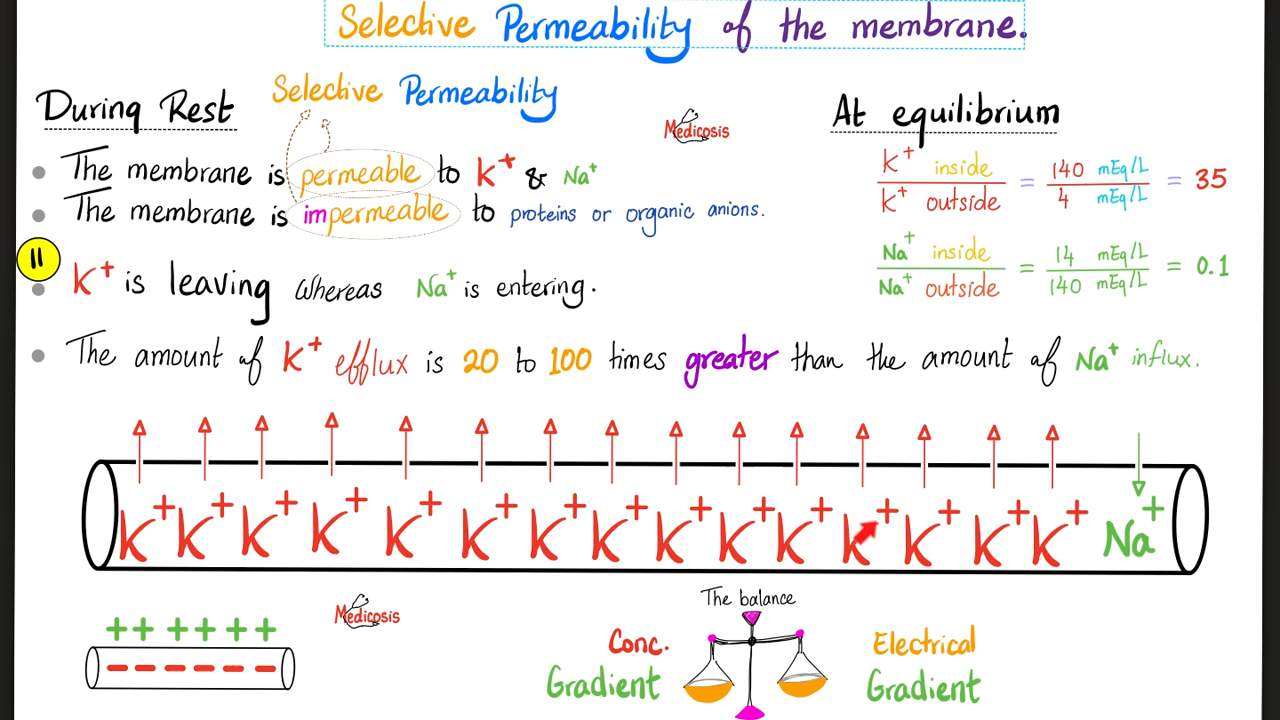 Selective Permeability of the membrane.
Selective Permeability
During Rest
Medicosis
At equilibrium
The membrane is permeable to K+ & Na+
The membrane is impermeable to proteins or organic anions.
K+ inside / K+ outside = 140 mEq/L / 4 mEq/L = 35
Na+ inside / Na+ outside = 14 mEq/L / 140 mEq/L = 0.1
11
K+ is leaving whereas Na+ is entering.
The amount of K+ efflux is 20 to 100 times greater than the amount of Na+ influx.
K+ K+ K+ K+ K+ K+ K+ K+ K+ K+ K+ K+ K+ K+ K+ Na+
Medicosis
The balance
+ + + + + +
- - - - - -
Conc. Gradient
Electrical Gradient